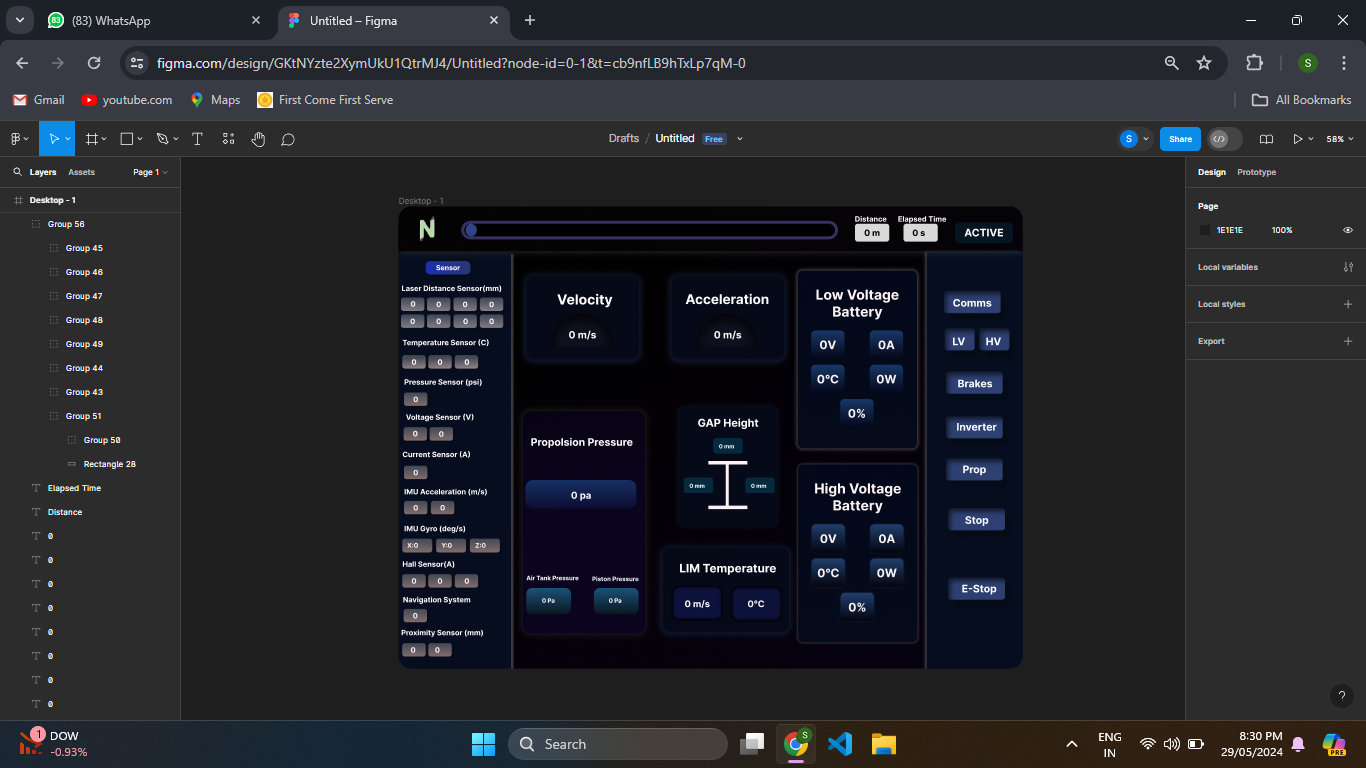 (83) WhatsApp
Untitled – Figma
figma.com/design/GKtNYzte2XymUkU1QtrMJ4/Untitled?node-id=0-1&t=cb9nfLB9hTxLp7qM-0
S
Gmail
youtube.com
Maps
First Come First Serve
All Bookmarks
Drafts / Untitled Free
S
Share
58%
Layers
Assets
Page 1
Desktop - 1
Group 56
Group 45
Group 46
Group 47
Group 48
Group 49
Group 44
Group 43
Group 51
Group 50
Rectangle 28
Elapsed Time
Distance
0
0
0
0
0
0
0
0
Desktop - 1
N
Distance
0 m
Elapsed Time
0 s
ACTIVE
Sensor
Laser Distance Sensor(mm)
0 0 0 0
0 0 0 0
Temperature Sensor (C)
0 0 0
Pressure Sensor (psi)
0
Voltage Sensor (V)
0 0
Current Sensor (A)
0
IMU Acceleration (m/s)
0 0
IMU Gyro (deg/s)
X:0 Y:0 Z:0
Hall Sensor(A)
0 0 0
Navigation System
0
Proximity Sensor (mm)
0 0
Velocity
0 m/s
Acceleration
0 m/s
Propolsion Pressure
0 pa
Air Tank Pressure
0 Pa
Piston Pressure
0 Pa
GAP Height
0 mm
0 mm
0 mm
LIM Temperature
0 m/s
0°C
Low Voltage
Battery
0V 0A
0°C 0W
0%
High Voltage
Battery
0V 0A
0°C 0W
0%
Comms
LV HV
Brakes
Inverter
Prop
Stop
E-Stop
Design
Prototype
Page
1E1E1E 100%
Local variables
Local styles
Export
?
1
DOW
-0.93%
Search
S
ENG
IN
8:30 PM
29/05/2024
PRE